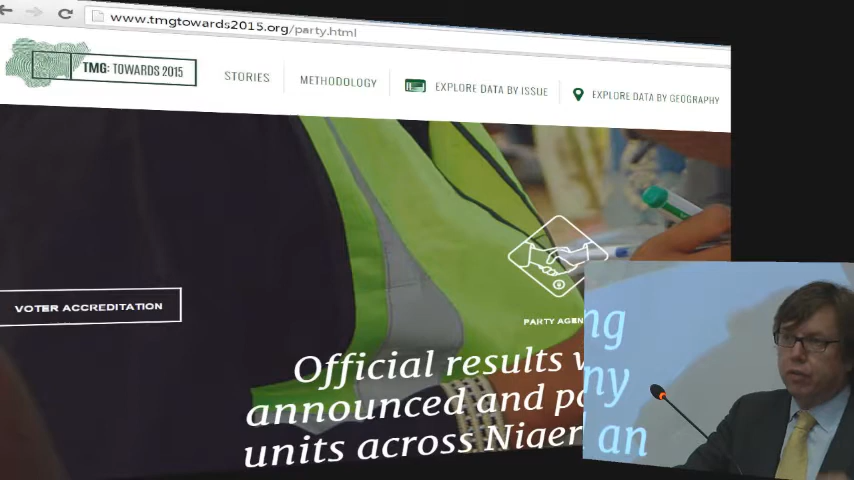 www.tmgtowards2015.org/party.html
TMG: TOWARDS 2015
STORIES
METHODOLOGY
EXPLORE DATA BY ISSUE
EXPLORE DATA BY GEOGRAPHY
VOTER ACCREDITATION
PARTY AGEN
Official results
announced and
units across Niger
ng
ny
an